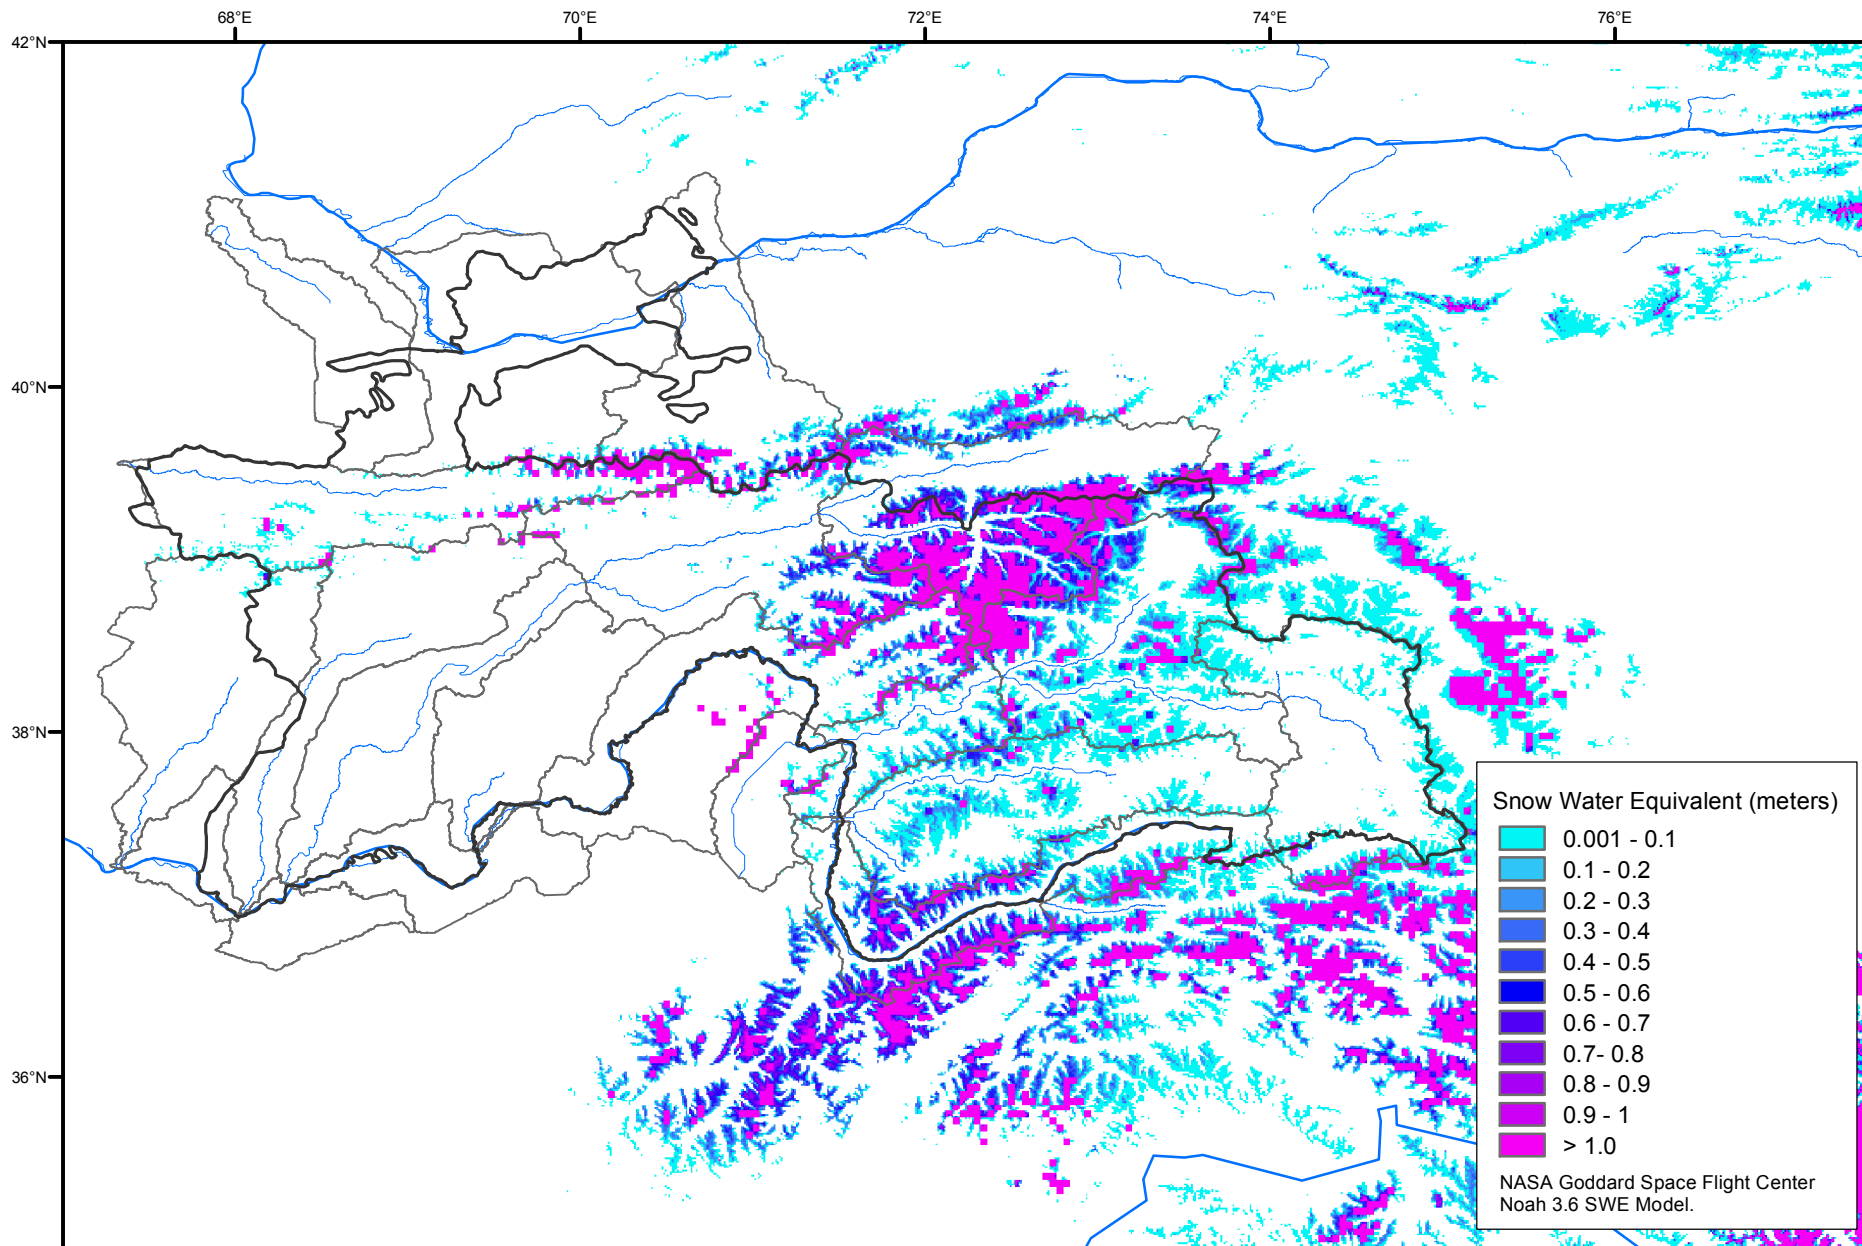 68°E 70°E 72°E 74°E 76°E
42°N
40°N
38°N
36°N
Snow Water Equivalent (meters)
0.001 - 0.1
0.1 - 0.2
0.2 - 0.3
0.3 - 0.4
0.4 - 0.5
0.5 - 0.6
0.6 - 0.7
0.7- 0.8
0.8 - 0.9
0.9 - 1
> 1.0
NASA Goddard Space Flight Center
Noah 3.6 SWE Model.